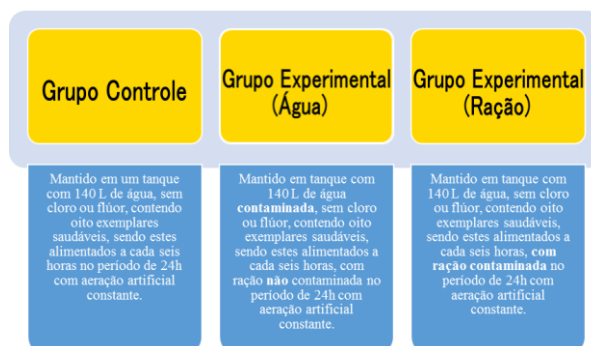 Grupo Controle
Grupo Experimental
(Água)
Grupo Experimental
(Ração)
Mantido em um tanque
com 140 L de água, sem
cloro ou flúor, contendo
oito exemplares
saudáveis, sendo estes
alimentados a cada seis
horas no período de 24h
com aeração artificial
constante.
Mantido em tanque com
140 L de água
contaminada, sem cloro
ou flúor, contendo oito
exemplares saudáveis,
sendo estes alimentados a
cada seis horas, com
ração não contaminada no
período de 24h com
aeração artificial
constante.
Mantido em tanque com
140 L de água, sem cloro
ou flúor, contendo oito
exemplares saudáveis,
sendo estes alimentados a
cada seis horas, com
ração contaminada no
período de 24h com
aeração artificial
constante.